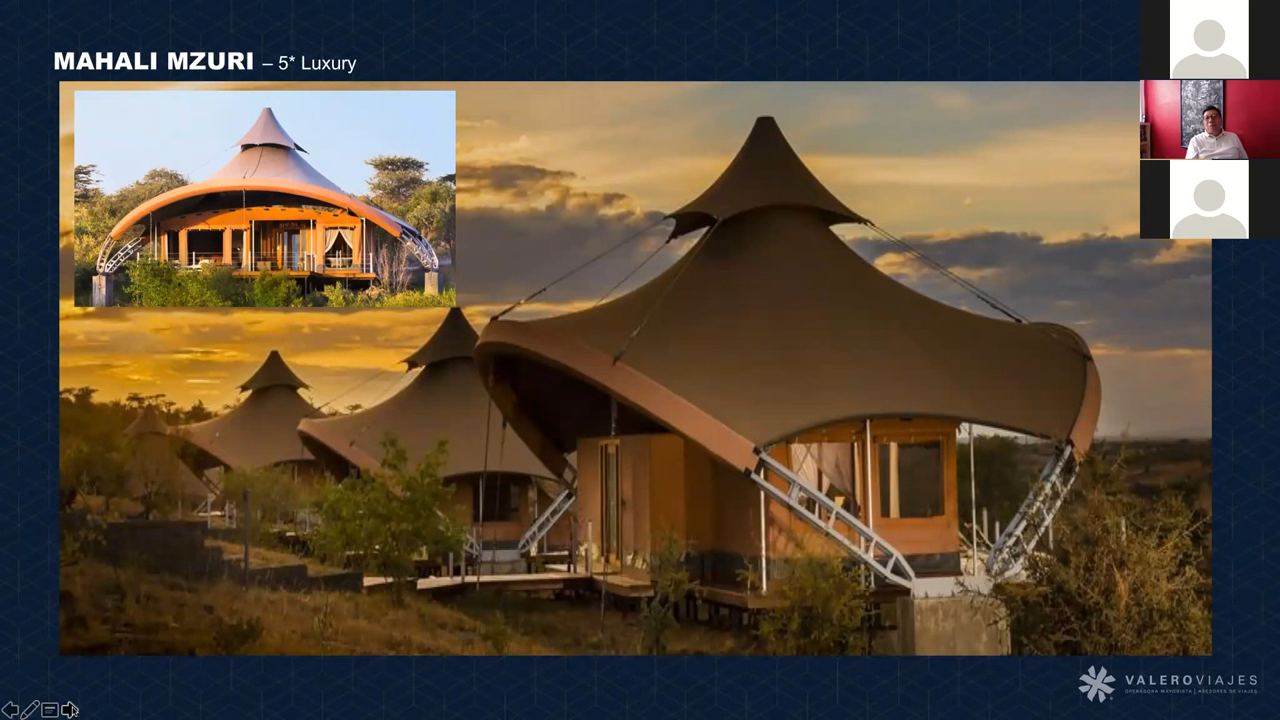 MAHALI MZURI – 5* Luxury
VALEROVIAJES
OPERADORA MAYORISTA | ASESORES DE VIAJES